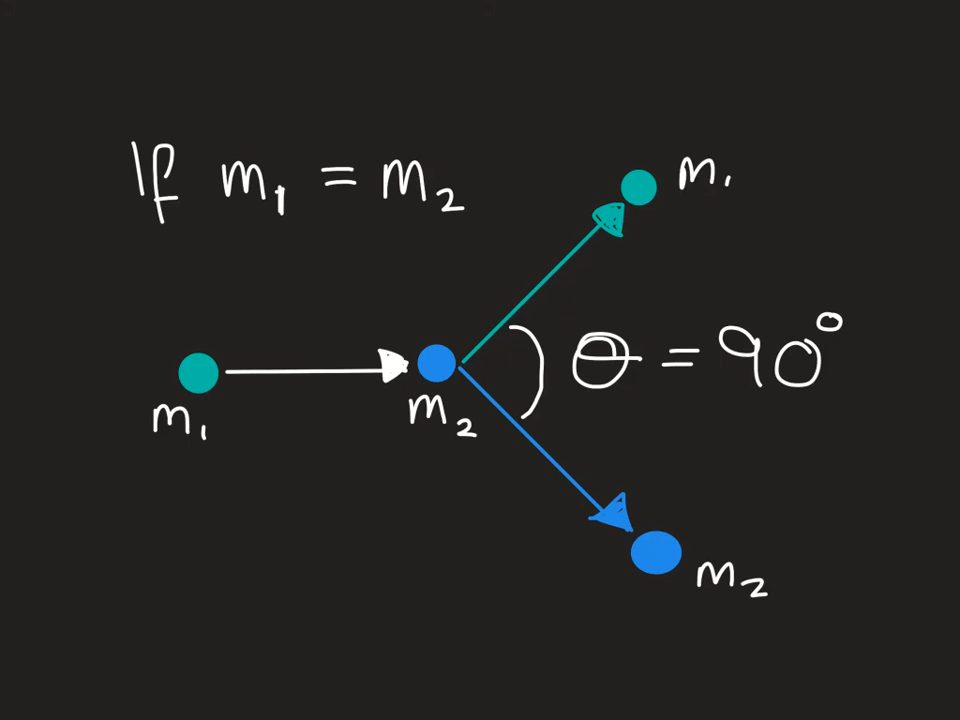 If m₁ = m₂
m₁
θ = 90°
m₁
m₂
m₂